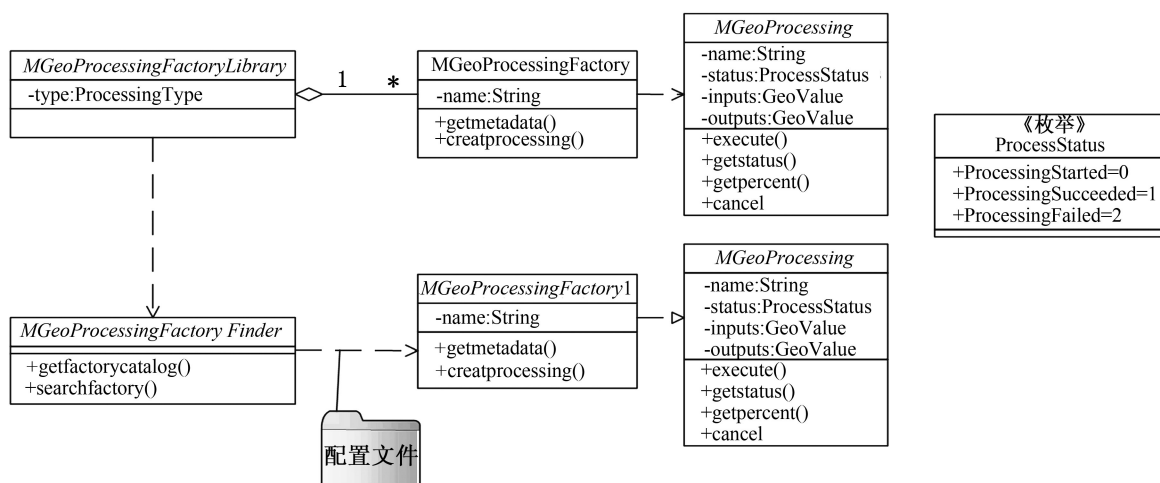 MGeoProcessingFactoryLibrary
-type:ProcessingType
1
*
MGeoProcessingFactory
-name:String
+getmetadata()
+creatprocessing()
MGeoProcessing
-name:String
-status:ProcessStatus
-inputs:GeoValue
-outputs:GeoValue
+execute()
+getstatus()
+getpercent()
+cancel
《枚举》
ProcessStatus
+ProcessingStarted=0
+ProcessingSucceeded=1
+ProcessingFailed=2
MGeoProcessingFactory Finder
+getfactorycatalog()
+searchfactory()
配置文件
MGeoProcessingFactory1
-name:String
+getmetadata()
+creatprocessing()
MGeoProcessing
-name:String
-status:ProcessStatus
-inputs:GeoValue
-outputs:GeoValue
+execute()
+getstatus()
+getpercent()
+cancel